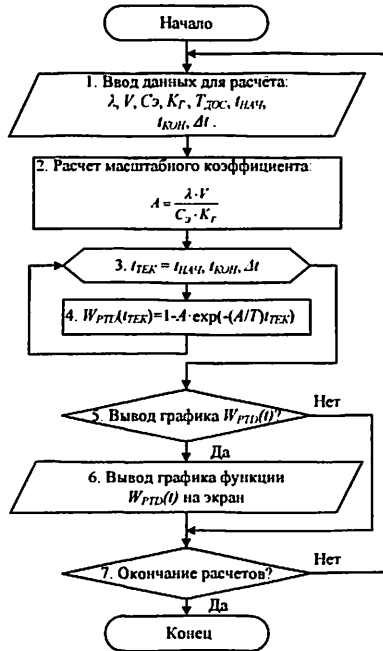 Начало
1. Ввод данных для расчёта:
λ, V, Cэ, KГ, TДОС, tНАЧ,
tКОН, Δt .
2. Расчет масштабного коэффициента:
A = λ · V / Cэ · KГ
3. tТЕК = tНАЧ, tКОН, Δt
4. WPTD(tТЕК)=1-A·exp(-(A/T)tТЕК)
5. Вывод графика WPTD(t)?
Нет
Да
6. Вывод графика функции
WPTD(t) на экран
7. Окончание расчетов?
Нет
Да
Конец